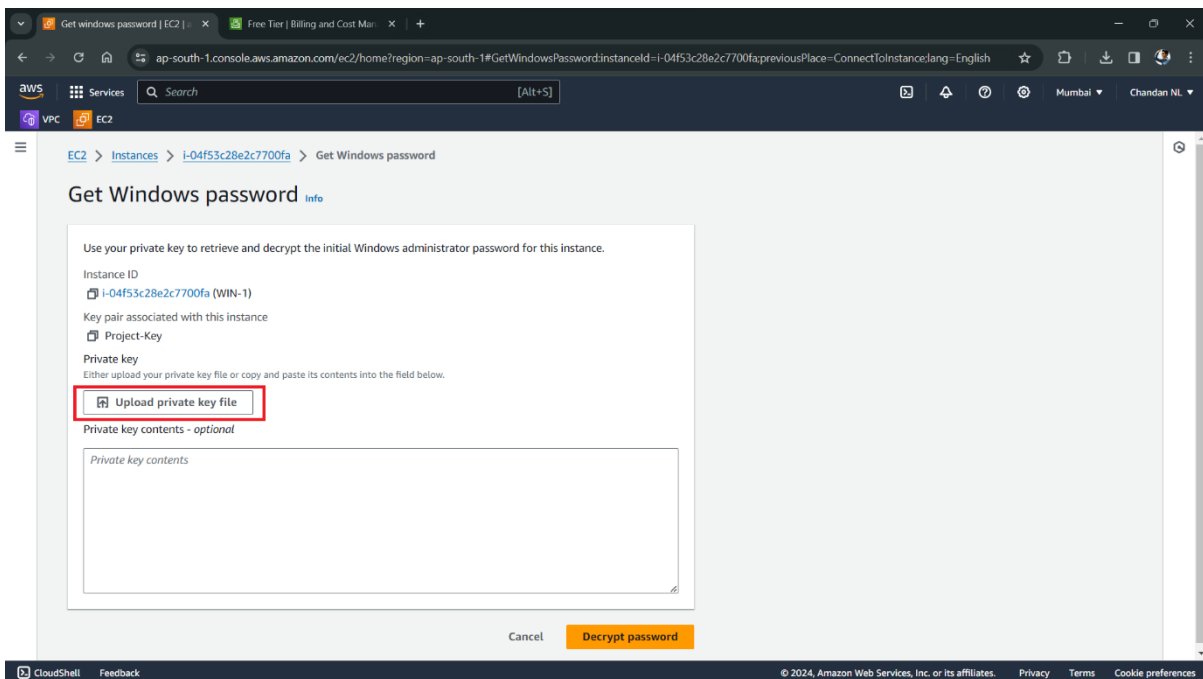 Get windows password | EC2 | a
Free Tier | Billing and Cost Man
ap-south-1.console.aws.amazon.com/ec2/home?region=ap-south-1#GetWindowsPassword:instanceId=i-04f53c28e2c7700fa;previousPlace=ConnectToInstance;lang=English
aws Services Search [Alt+S] Mumbai Chandan NL
VPC EC2
EC2 > Instances > i-04f53c28e2c7700fa > Get Windows password
Get Windows password Info
Use your private key to retrieve and decrypt the initial Windows administrator password for this instance.
Instance ID
i-04f53c28e2c7700fa (WIN-1)
Key pair associated with this instance
Project-Key
Private key
Either upload your private key file or copy and paste its contents into the field below.
Upload private key file
Private key contents - optional
Private key contents
Cancel Decrypt password
CloudShell Feedback © 2024, Amazon Web Services, Inc. or its affiliates. Privacy Terms Cookie preferences